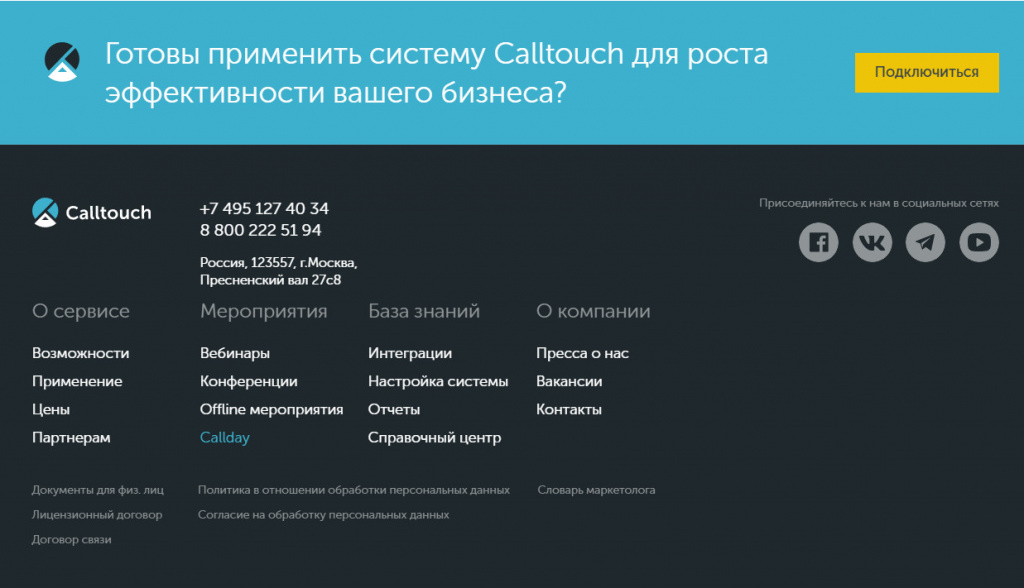 Готовы применить систему Calltouch для роста
эффективности вашего бизнеса?
Подключиться
Calltouch
+7 495 127 40 34
8 800 222 51 94
Россия, 123557, г.Москва,
Пресненский вал 27с8
Присоединяйтесь к нам в социальных сетях
О сервисе
Возможности
Применение
Цены
Партнерам
Мероприятия
Вебинары
Конференции
Offline мероприятия
Callday
База знаний
Интеграции
Настройка системы
Отчеты
Справочный центр
О компании
Пресса о нас
Вакансии
Контакты
Документы для физ. лиц
Лицензионный договор
Договор связи
Политика в отношении обработки персональных данных
Согласие на обработку персональных данных
Словарь маркетолога